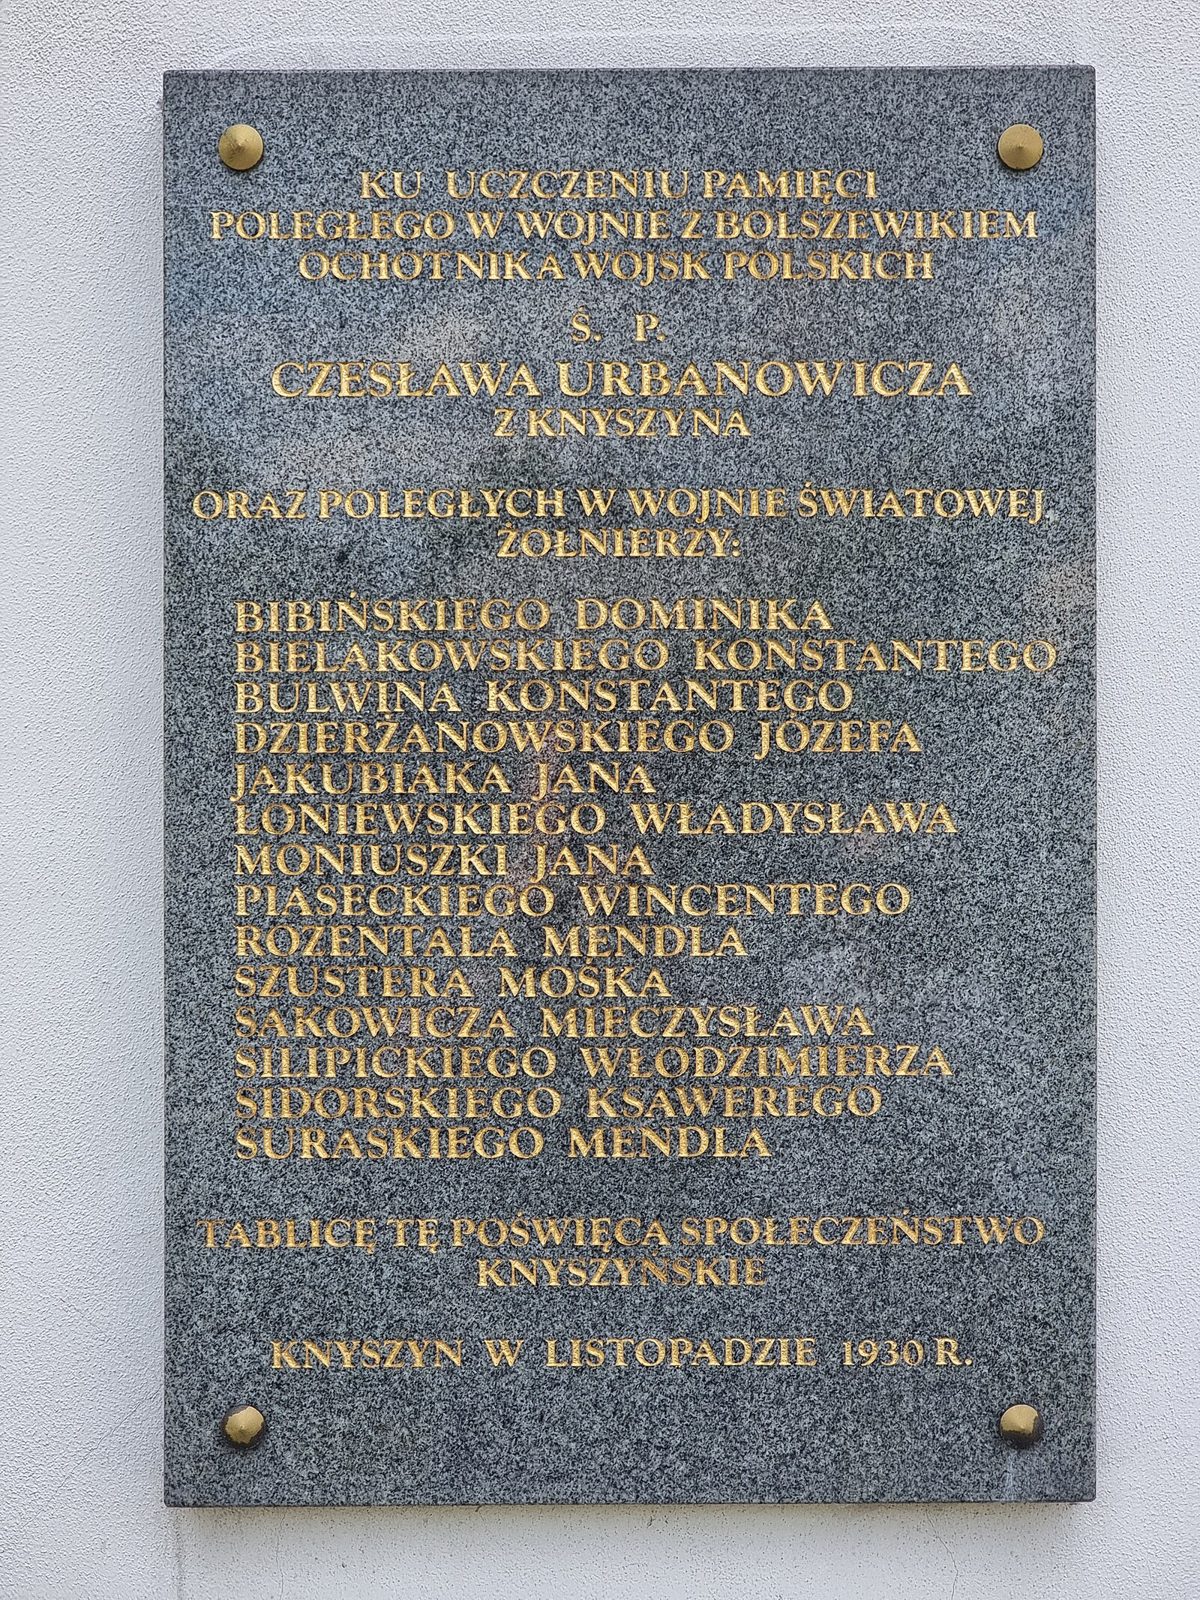 KU UCZCZENIU PAMIĘCI
POLEGŁEGO W WOJNIE Z BOLSZEWIKIEM
OCHOTNIKA WOJSK POLSKICH
Ś. P.
CZESŁAWA URBANOWICZA
Z KNYSZYNA
ORAZ POLEGŁYCH W WOJNIE ŚWIATOWEJ.
ŻOŁNIERZY:
BIBIŃSKIEGO DOMINIKA
BIELAKOWSKIEGO KONSTANTEGO
BULWINA KONSTANTEGO
DZIERŻANOWSKIEGO JÓZEFA
JAKUBIAKA JANA
ŁONIEWSKIEGO WŁADYSŁAWA
MONIUSZKI JANA
PIASECKIEGO WINCENTEGO
ROZENTALA MENDLA
SZUSTERA MOŚKA
SAKOWICZA MIECZYSŁAWA
SILIPICKIEGO WŁODZIMIERZA
SIDORSKIEGO KSAWEREGO
SURASKIEGO MENDLA
TABLICĘ TĘ POŚWIĘCA SPOŁECZEŃSTWO
KNYSZYŃSKIE
KNYSZYN W LISTOPADZIE 1930 R.